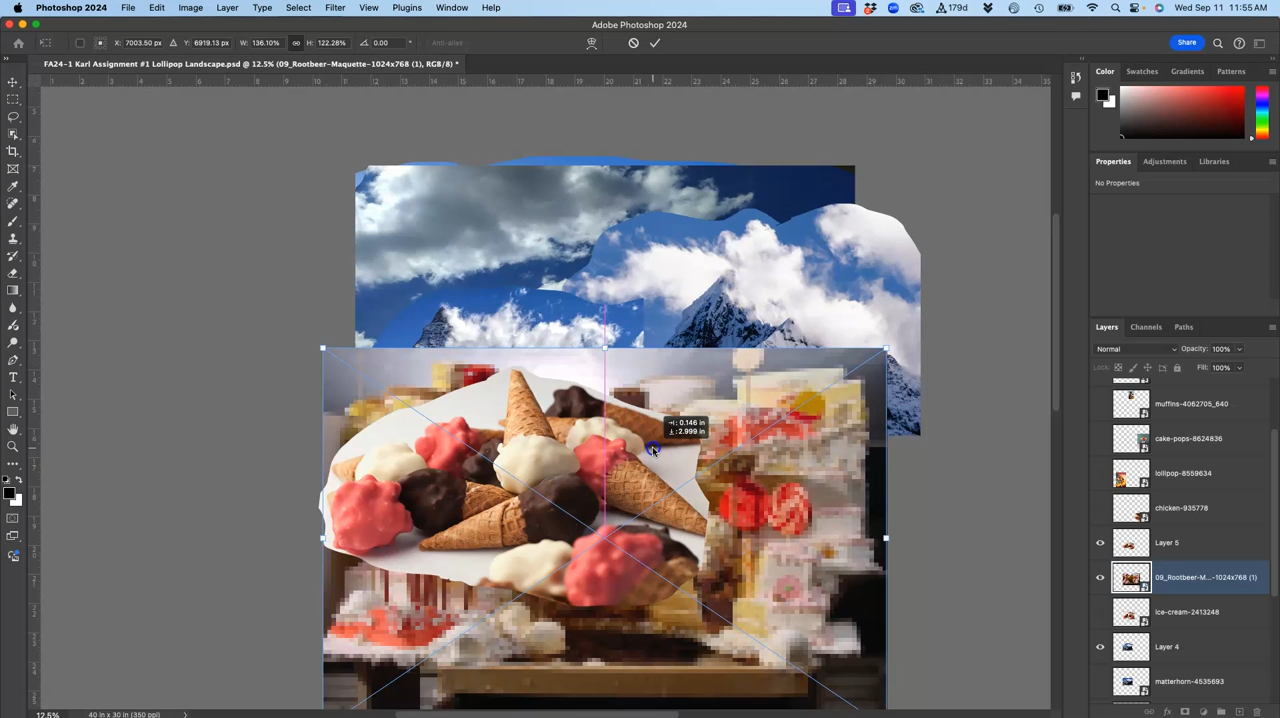 Photoshop 2024 File Edit Image Layer Type Select Filter View Plugins Window Help 179d Wed Sep 11 11:55 AM
Adobe Photoshop 2024
X: 7003.50 px Y: 6919.13 px W: 136.10% H: 122.28% 0.00 Anti-alias Share
FA24-1 Karl Assignment #1 Lollipop Landscape.psd @ 12.5% (09_Rootbeer-Maquette-1024x768 (1), RGB/8) *
Color Swatches Gradients Patterns
Properties Adjustments Libraries
No Properties
Layers Channels Paths
Normal Opacity: 100%
Lock: Fill: 100%
muffins-4062705_640
cake-pops-8624836
lollipop-8559634
chicken-935778
Layer 5
09_Rootbeer-M...-1024x768 (1)
ice-cream-2413248
Layer 4
matterhorn-4535693
: 0.146 in
: 2.999 in
12.5% 40 in x 30 in (350 ppi)